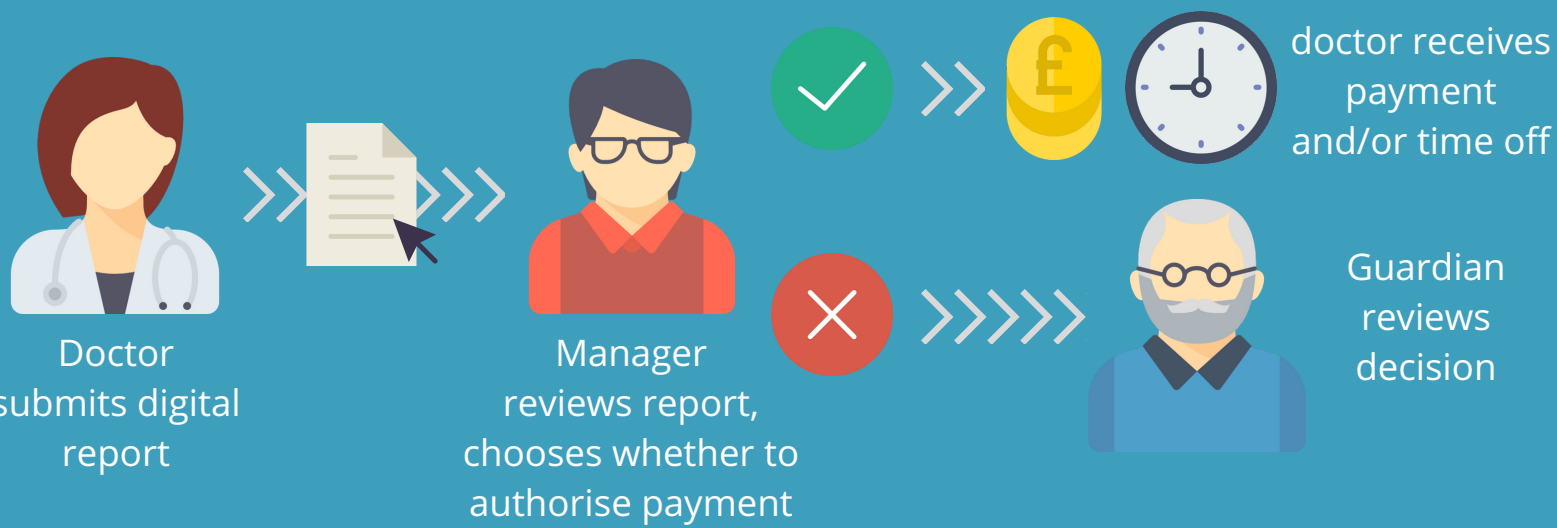 Doctor
submits digital
report
Manager
reviews report,
chooses whether to
authorise payment
£
doctor receives
payment
and/or time off
Guardian
reviews
decision